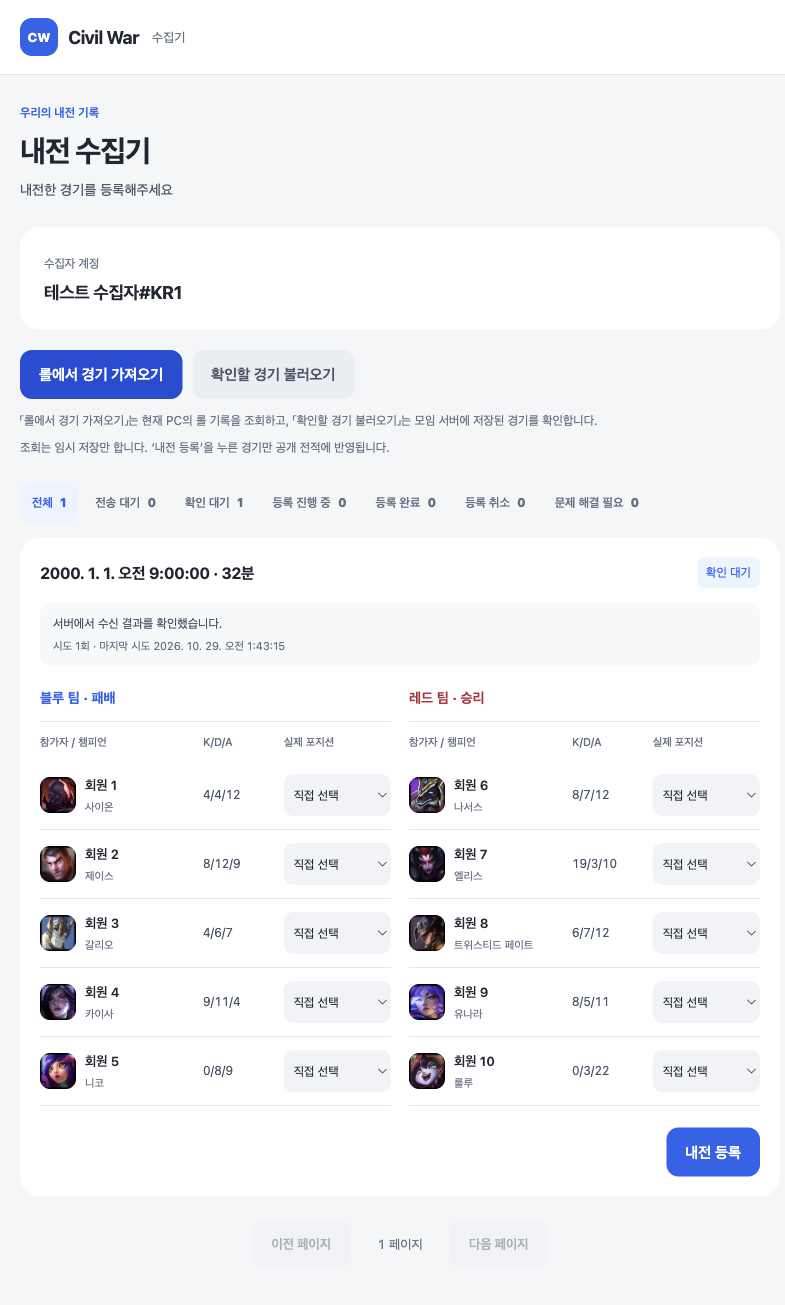 CW Civil War 수집기
우리의 내전 기록
내전 수집기
내전한 경기를 등록해주세요
수집자 계정
테스트 수집자#KR1
롤에서 경기 가져오기 확인할 경기 불러오기
「롤에서 경기 가져오기」는 현재 PC의 롤 기록을 조회하고, 「확인할 경기 불러오기」는 모임 서버에 저장된 경기를 확인합니다.
조회는 임시 저장만 합니다. ‘내전 등록’을 누른 경기만 공개 전적에 반영됩니다.
전체 1 전송 대기 0 확인 대기 1 등록 진행 중 0 등록 완료 0 등록 취소 0 문제 해결 필요 0
2000. 1. 1. 오전 9:00:00 · 32분 확인 대기
서버에서 수신 결과를 확인했습니다.
시도 1회 · 마지막 시도 2026. 10. 29. 오전 1:43:15
블루 팀 · 패배
참가자 / 챔피언 K/D/A 실제 포지션
회원 1
사이온
4/4/12 직접 선택
회원 2
제이스
8/12/9 직접 선택
회원 3
갈리오
4/6/7 직접 선택
회원 4
카이사
9/11/4 직접 선택
회원 5
니코
0/8/9 직접 선택
레드 팀 · 승리
참가자 / 챔피언 K/D/A 실제 포지션
회원 6
나서스
8/7/12 직접 선택
회원 7
엘리스
19/3/10 직접 선택
회원 8
트위스티드 페이트
6/7/12 직접 선택
회원 9
유나라
8/5/11 직접 선택
회원 10
룰루
0/3/22 직접 선택
내전 등록
이전 페이지 1 페이지 다음 페이지